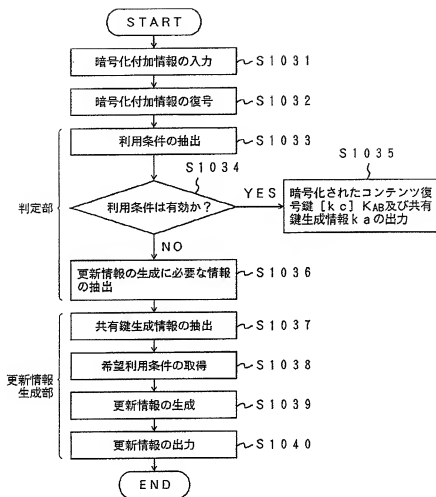 START
暗号化付加情報の入力
S1031
暗号化付加情報の復号
S1032
利用条件の抽出
S1033
S1034
利用条件は有効か？
YES
S1035
暗号化されたコンテンツ復
号鍵［kc］KAB及び共有
鍵生成情報kaの出力
NO
判定部
更新情報の生成に必要な情報
の抽出
S1036
共有鍵生成情報の抽出
S1037
希望利用条件の取得
S1038
更新情報
生成部
更新情報の生成
S1039
更新情報の出力
S1040
END